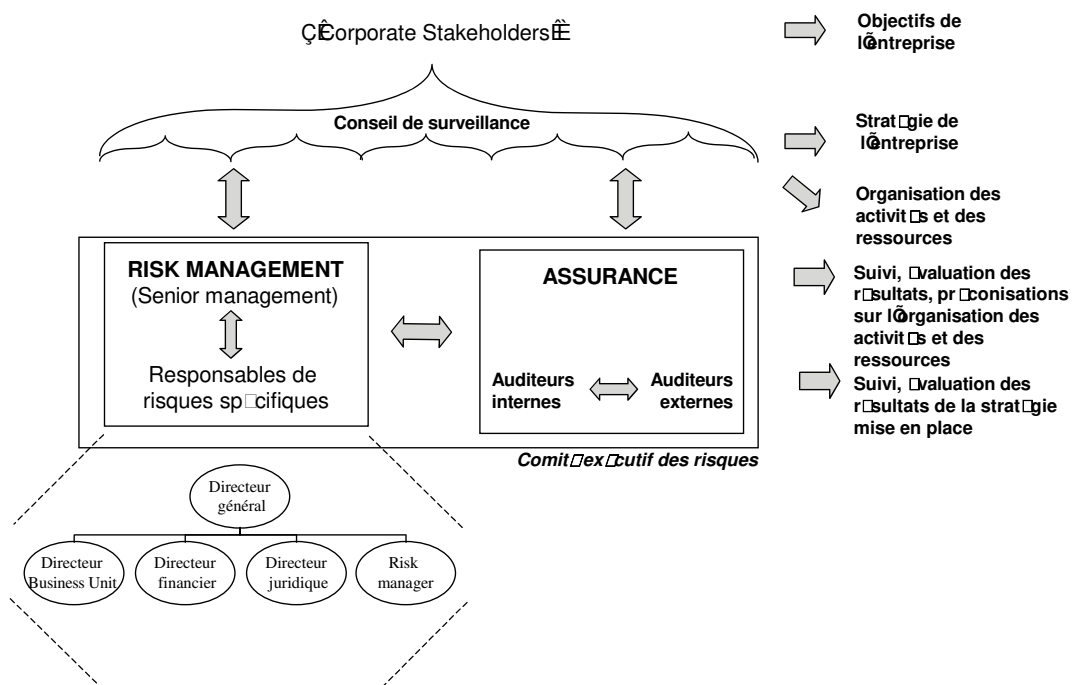 ÇÊCorporate StakeholdersÊÈ
Conseil de surveillance
RISK MANAGEMENT
(Senior management)
Responsables de
risques sp□cifiques
ASSURANCE
Auditeurs
internes
Auditeurs
externes
Comit□ ex□cutif des risques
Directeur
général
Directeur
Business Unit
Directeur
financier
Directeur
juridique
Risk
manager
Objectifs de
lÕentreprise
Strat□gie de
lÕentreprise
Organisation des
activit□s et des
ressources
Suivi, □valuation des
r□sultats, pr□conisations
sur lÕorganisation des
activit□s et des
ressources
Suivi, □valuation des
r□sultats de la strat□gie
mise en place